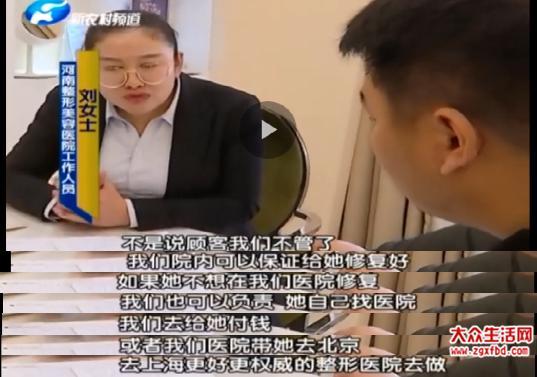 新农村频道
刘女士
河南整形美容医院工作人员
不是说顾客我们不管了
我们院内可以保证给她修复好
如果她不想在我们医院修复
我们也可以负责 她自己找医院
我们去给她付钱
或者我们医院带她去北京
去上海更好更权威的整形医院去做
大众生活网
www.zgxfbd.com